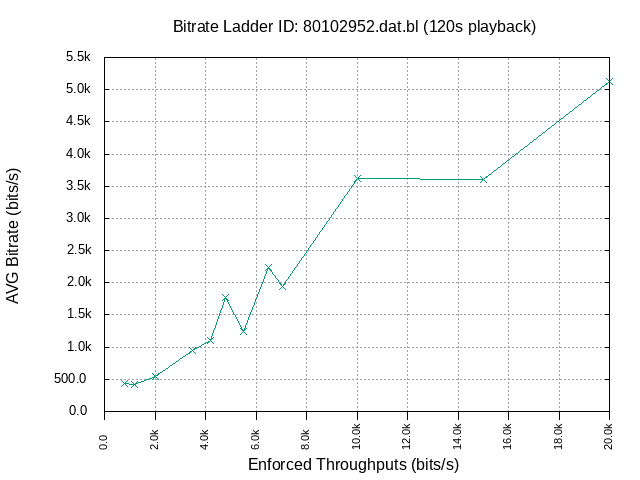 Bitrate Ladder ID: 80102952.dat.bl (120s playback)
5.5k
5.0k
4.5k
4.0k
3.5k
3.0k
2.5k
2.0k
1.5k
1.0k
500.0
0.0
AVG Bitrate (bits/s)
0.0
2.0k
4.0k
6.0k
8.0k
10.0k
12.0k
14.0k
16.0k
18.0k
20.0k
Enforced Throughputs (bits/s)